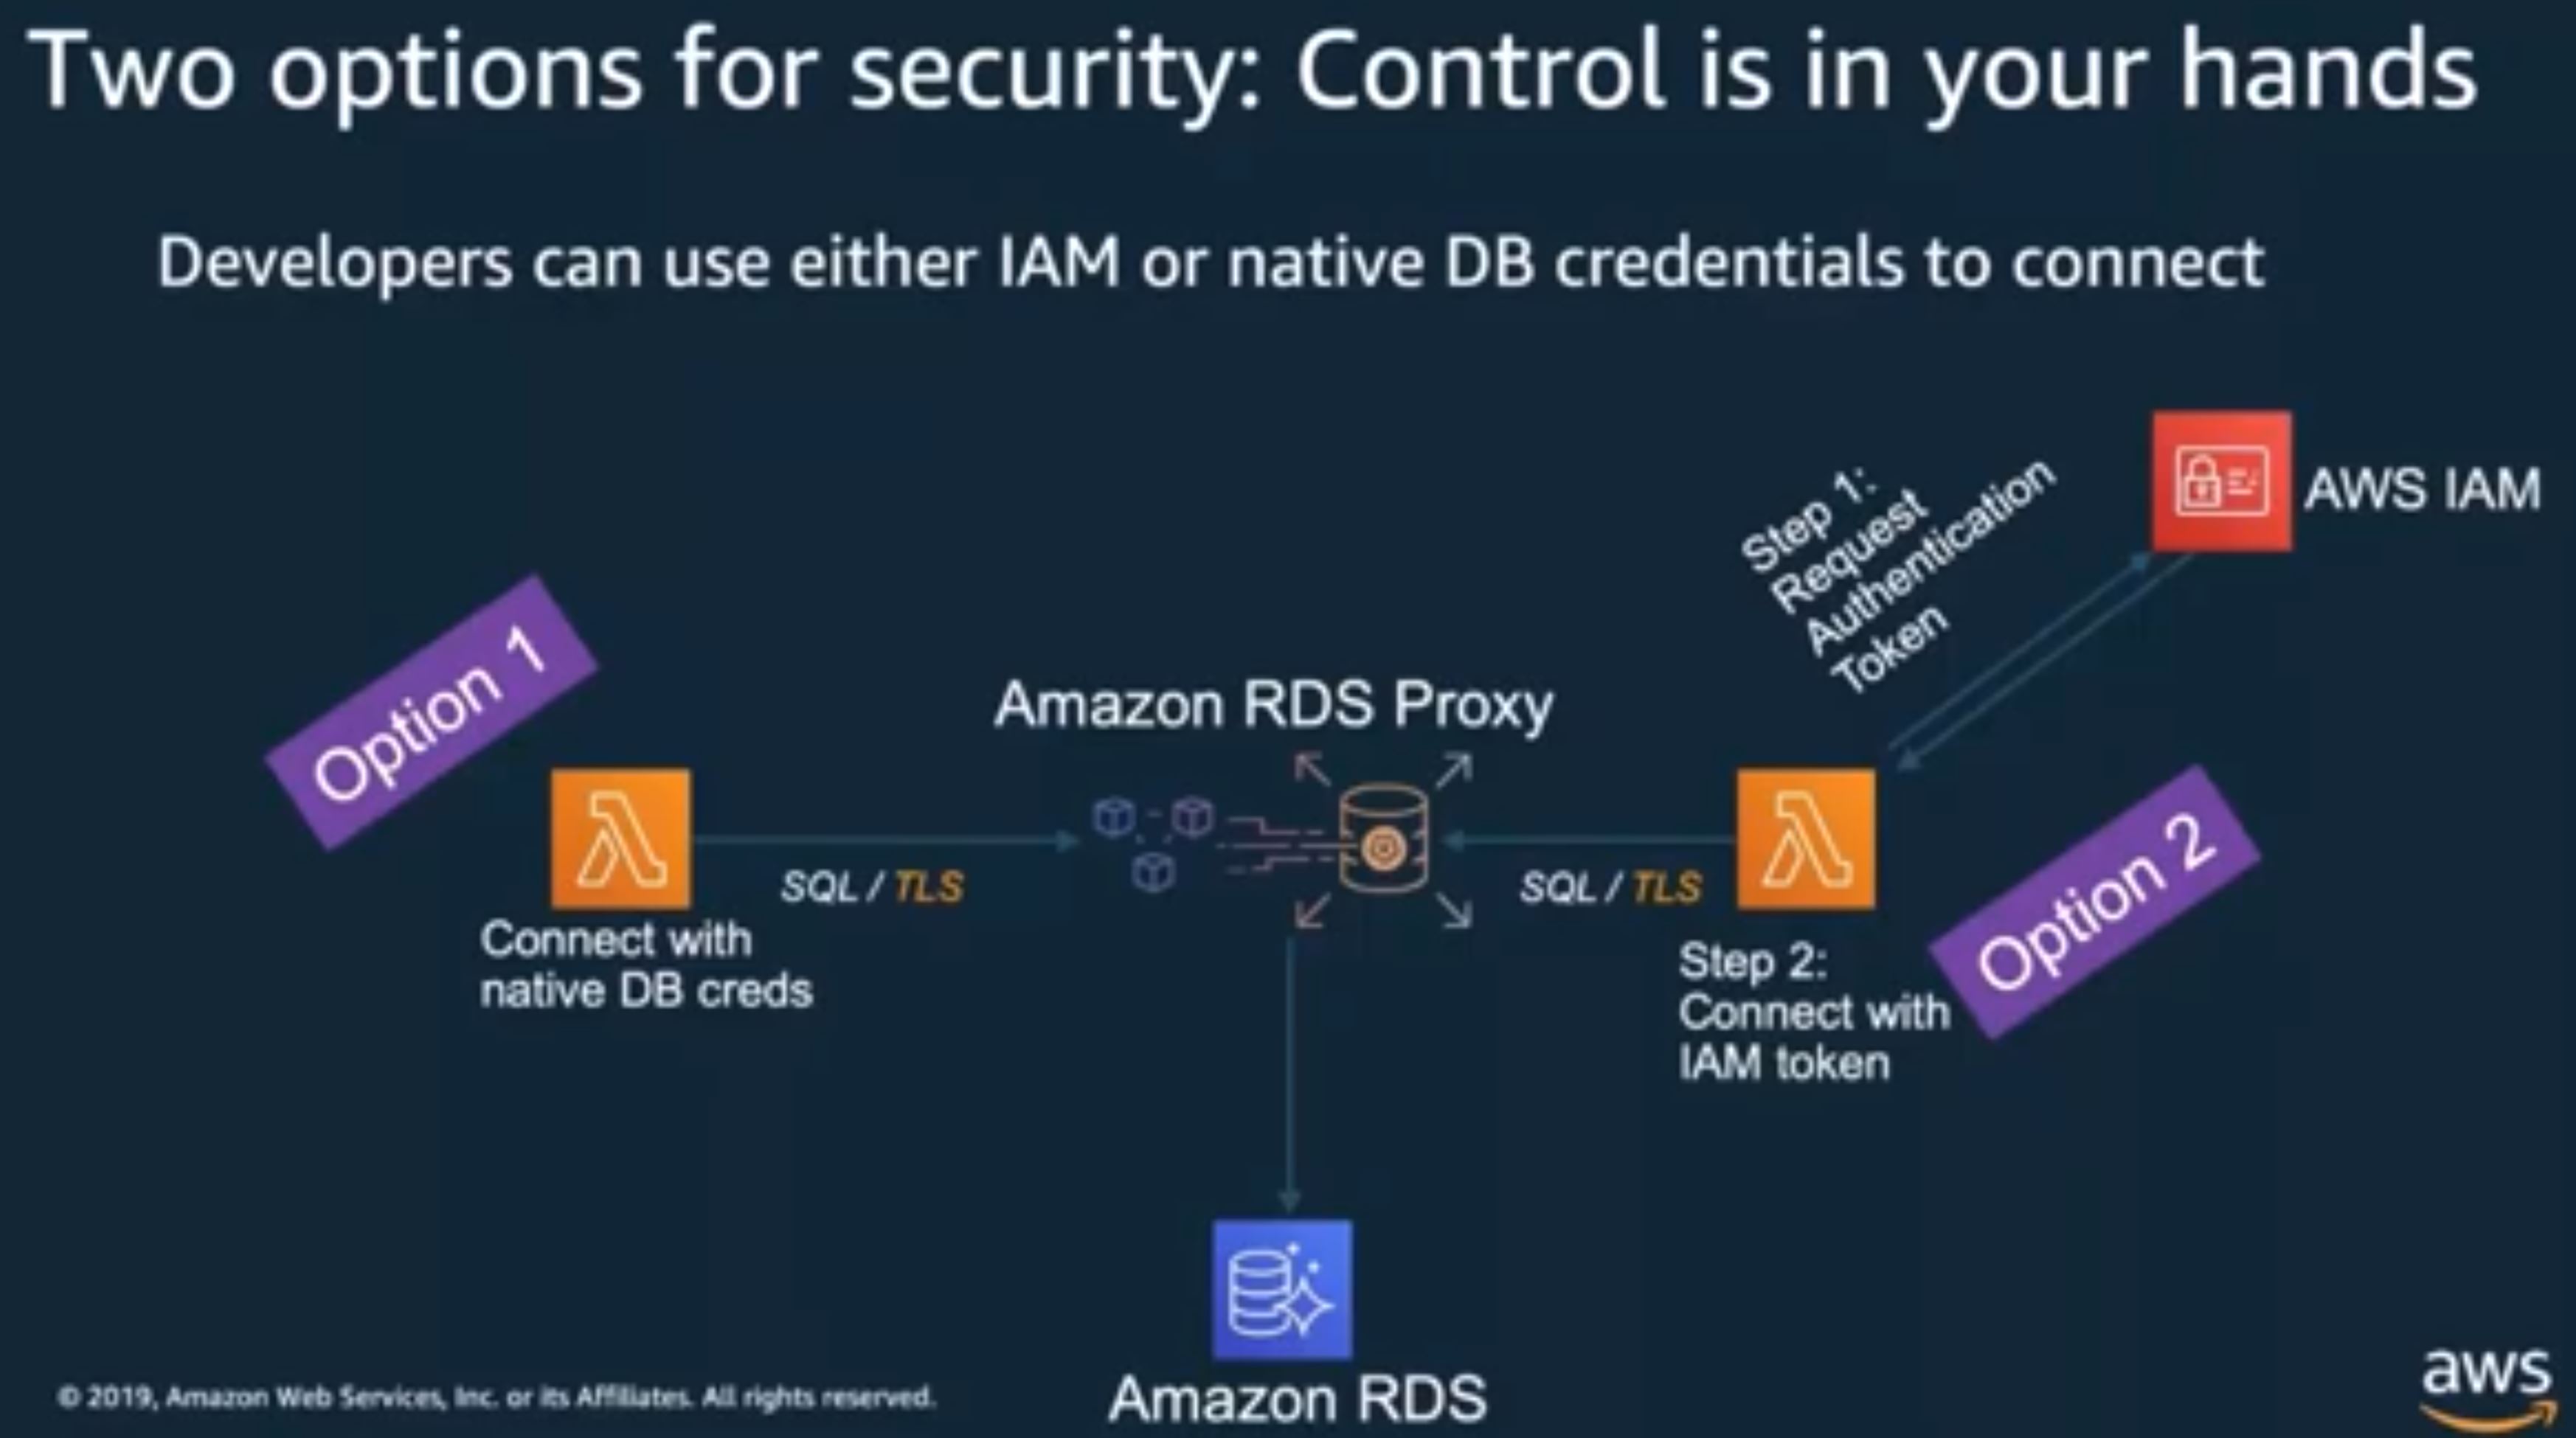 Two options for security: Control is in your hands
Developers can use either IAM or native DB credentials to connect
AWS IAM
Step 1:
Request
Authentication
Token
Option 1
Amazon RDS Proxy
SQL / TLS
SQL / TLS
Connect with
native DB creds
Option 2
Step 2:
Connect with
IAM token
Amazon RDS
© 2019, Amazon Web Services, Inc. or its Affiliates. All rights reserved.
aws